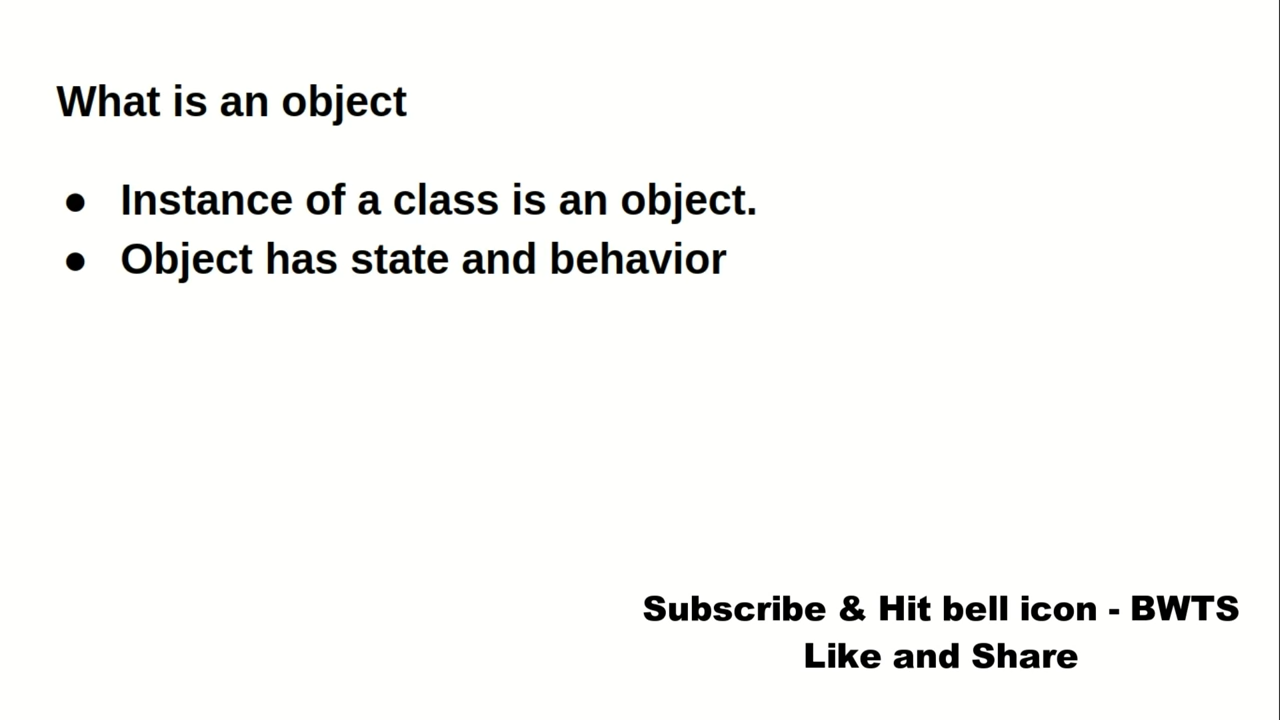 What is an object
● Instance of a class is an object.
● Object has state and behavior
Subscribe & Hit bell icon - BWTS
Like and Share